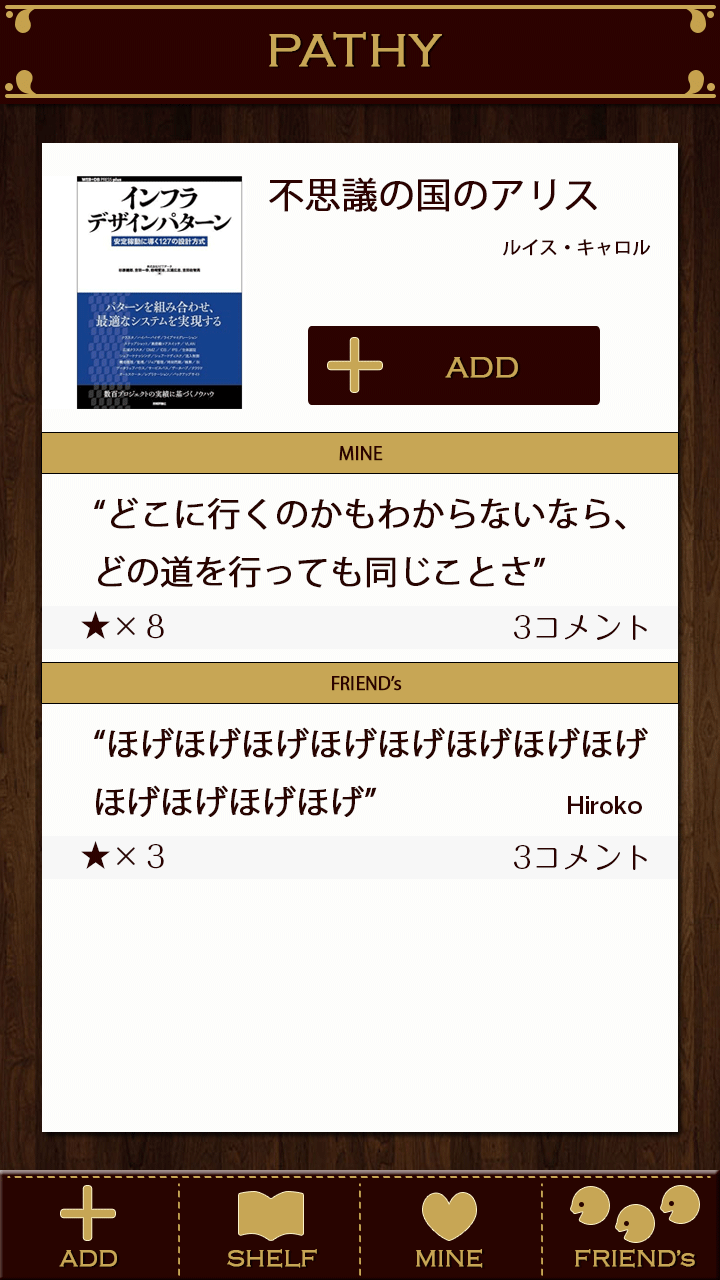 PATHY
WEB+DB PRESS plus
インフラ
デザインパターン
安定稼動に導く127の設計方式
パターンを組み合わせ、
最適なシステムを実現する
数百プロジェクトの実績に基づくノウハウ
不思議の国のアリス
ルイス・キャロル
ADD
MINE
“どこに行くのかもわからないなら、
どの道を行っても同じことさ”
★× 8
3コメント
FRIEND’s
“ほげほげほげほげほげほげほげほげ
ほげほげほげほげ”
Hiroko
★× 3
3コメント
ADD
SHELF
MINE
FRIEND’s